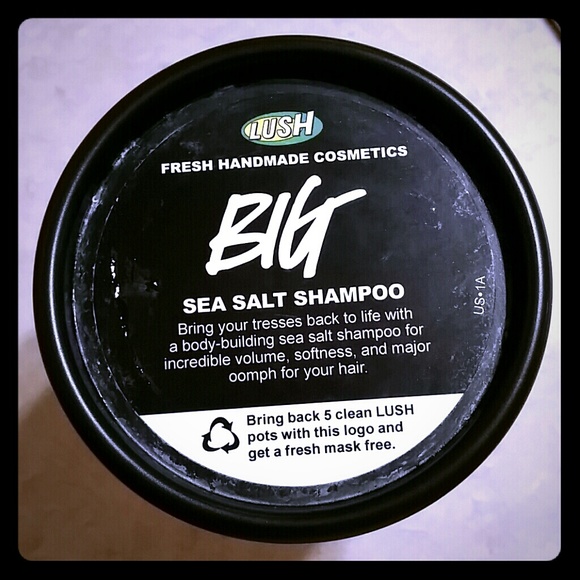 LUSH
FRESH HANDMADE COSMETICS
BIG
SEA SALT SHAMPOO
Bring your tresses back to life with
a body-building sea salt shampoo for
incredible volume, softness, and major
oomph for your hair.
US•1A
Bring back 5 clean LUSH
pots with this logo and
get a fresh mask free.